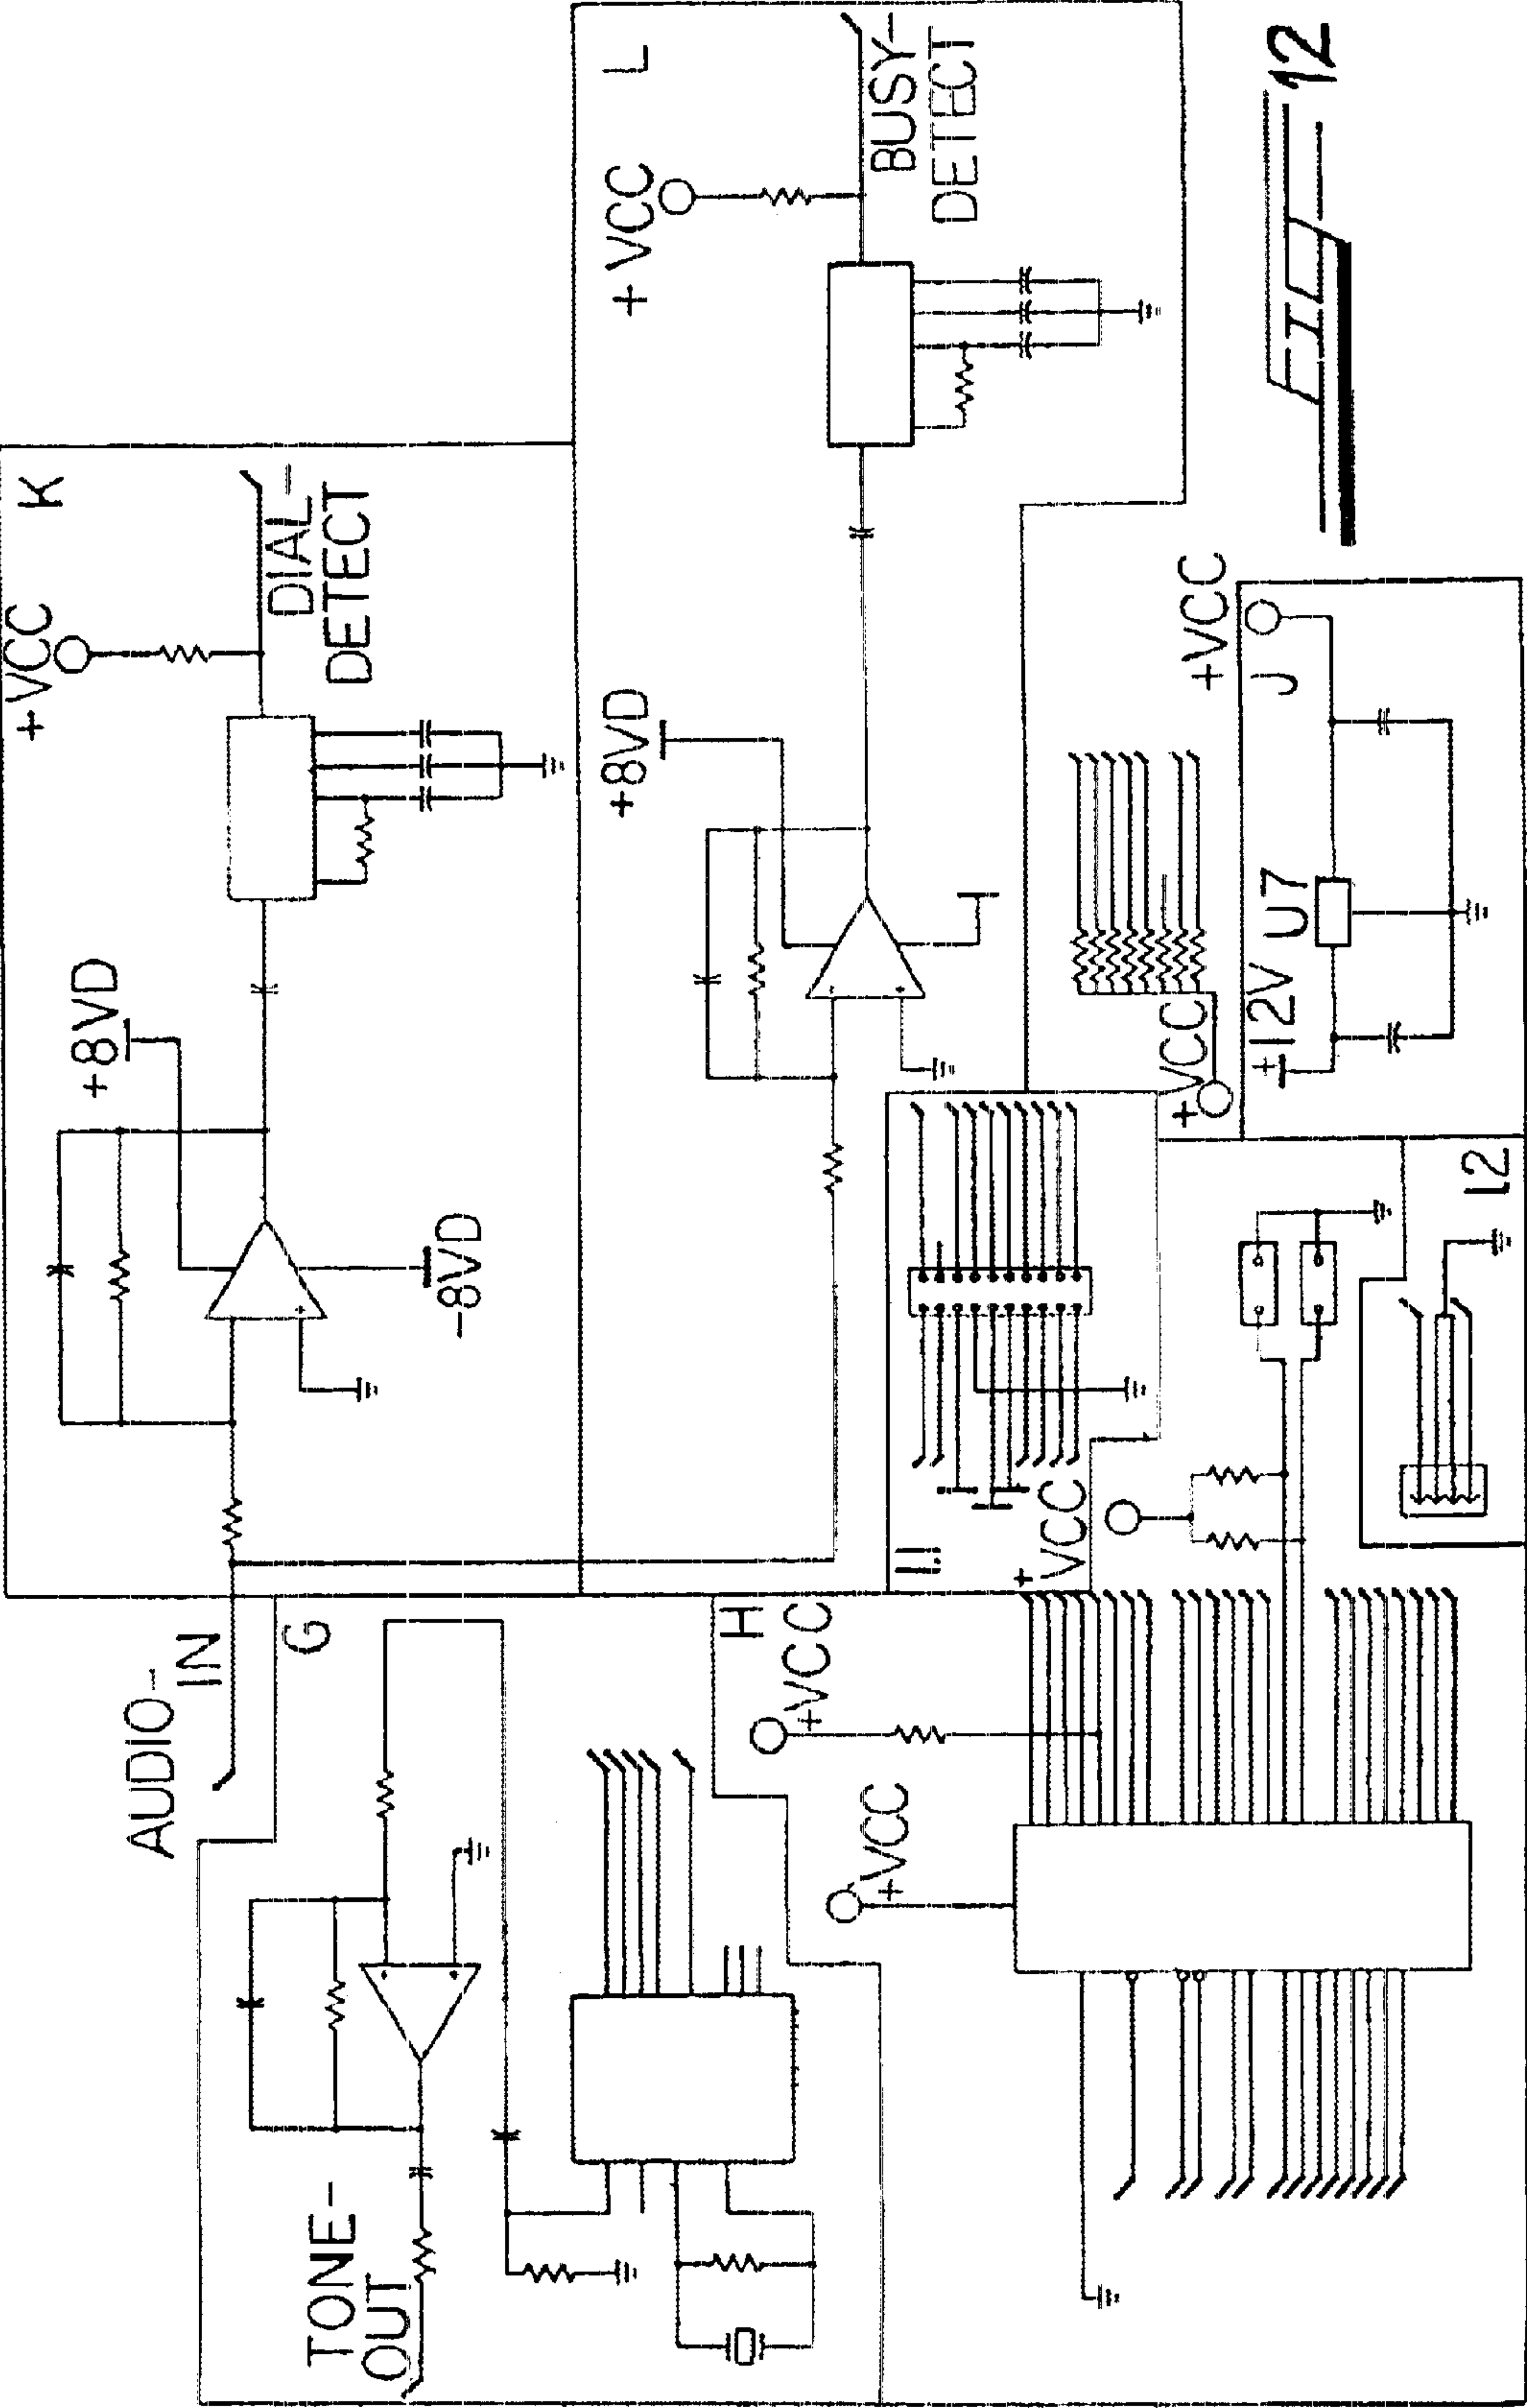 K
+VCC
DIAL-
DETECT
+8VD
-8VD
L
+VCC
BUSY-
DETECT
+8VD
AUDIO-
IN
G
TONE-
OUT
H
+VCC
+VCC
I1
+VCC
+VCC
J
+VCC
+12V
U7
I2
FIG 12